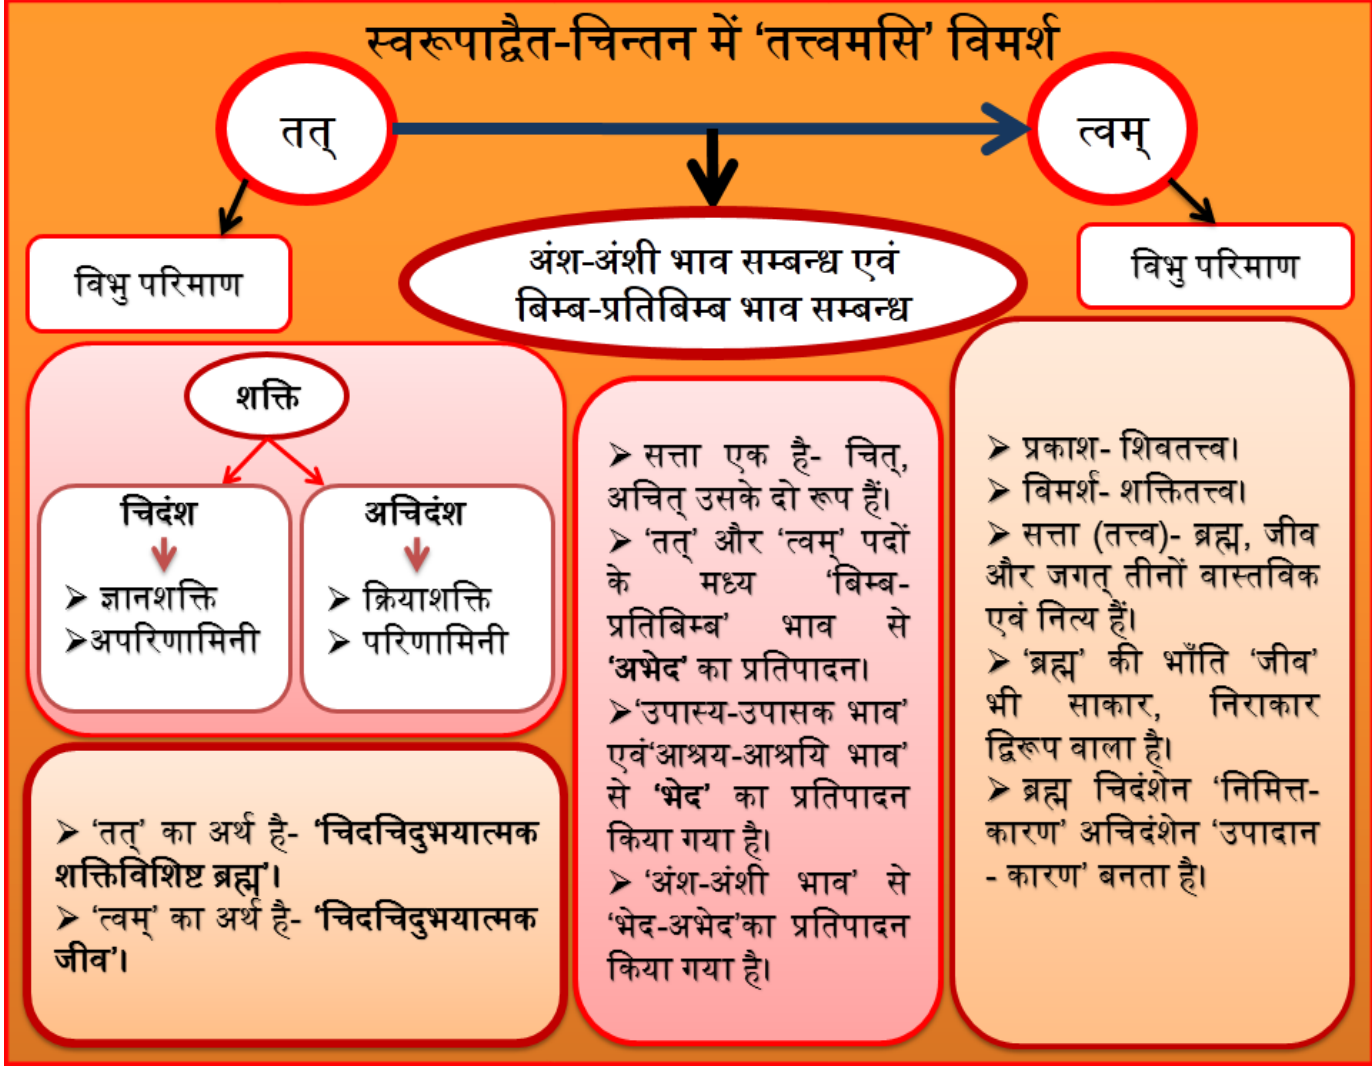 स्वरूपाद्वैत-चिन्तन में ‘तत्त्वमसि’ विमर्श
तत्
त्वम्
विभु परिमाण
अंश-अंशी भाव सम्बन्ध एवं
बिम्ब-प्रतिबिम्ब भाव सम्बन्ध
विभु परिमाण
शक्ति
चिदंश
➤ ज्ञानशक्ति
➤अपरिणामिनी
अचिदंश
➤ क्रियाशक्ति
➤ परिणामिनी
➤ ‘तत्’ का अर्थ है- ‘चिदचिदुभयात्मक
शक्तिविशिष्ट ब्रह्म’।
➤ ‘त्वम्’ का अर्थ है- ‘चिदचिदुभयात्मक
जीव’।
➤ सत्ता एक है- चित्,
अचित् उसके दो रूप हैं।
➤ ‘तत्’ और ‘त्वम्’ पदों
के मध्य ‘बिम्ब-
प्रतिबिम्ब’ भाव से
‘अभेद’ का प्रतिपादन।
➤‘उपास्य-उपासक भाव’
एवं‘आश्रय-आश्रयि भाव’
से ‘भेद’ का प्रतिपादन
किया गया है।
➤ ‘अंश-अंशी भाव’ से
‘भेद-अभेद’का प्रतिपादन
किया गया है।
➤ प्रकाश- शिवतत्त्व।
➤ विमर्श- शक्तितत्त्व।
➤ सत्ता (तत्त्व)- ब्रह्म, जीव
और जगत् तीनों वास्तविक
एवं नित्य हैं।
➤ ‘ब्रह्म’ की भाँति ‘जीव’
भी साकार, निराकार
द्विरूप वाला है।
➤ ब्रह्म चिदंशेन ‘निमित्त-
कारण’ अचिदंशेन ‘उपादान
- कारण’ बनता है।